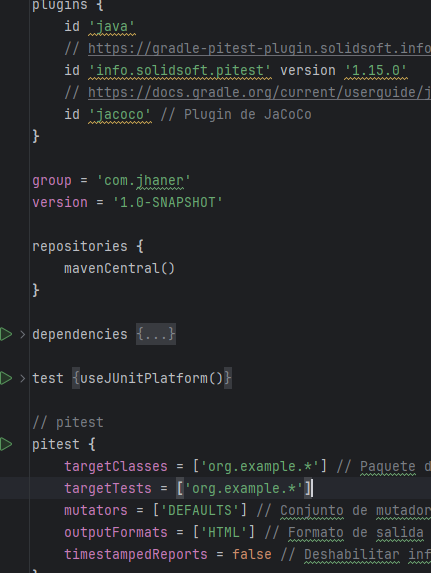 plugins {
id 'java'
// https://gradle-pitest-plugin.solidsoft.info
id 'info.solidsoft.pitest' version '1.15.0'
// https://docs.gradle.org/current/userguide/j
id 'jacoco' // Plugin de JaCoCo
}
group = 'com.jhaner'
version = '1.0-SNAPSHOT'
repositories {
mavenCentral()
}
dependencies {...}
test {useJUnitPlatform()}
// pitest
pitest {
targetClasses = ['org.example.*'] // Paquete d
targetTests = ['org.example.*']
mutators = ['DEFAULTS'] // Conjunto de mutador
outputFormats = ['HTML'] // Formato de salida
timestampedReports = false // Deshabilitar inf
}